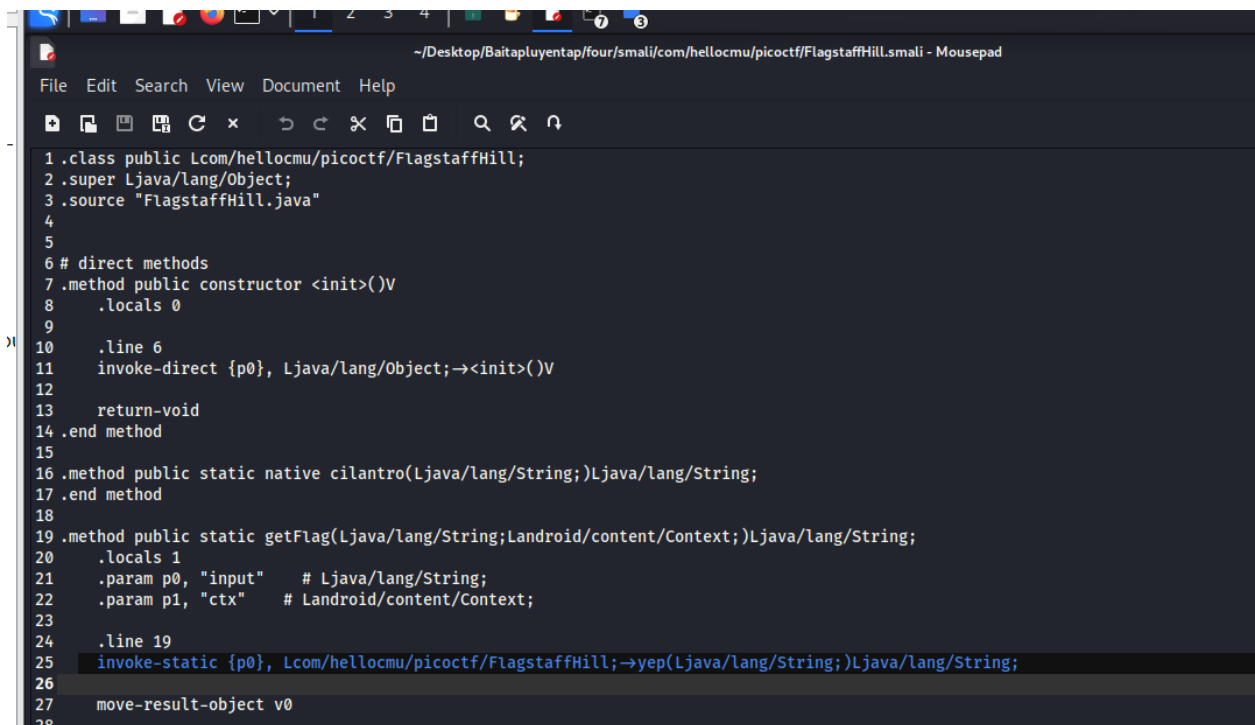 1 2 3 4 7 3
~/Desktop/Baitapluyentap/four/smali/com/hellocmu/picoctf/FlagstaffHill.smali - Mousepad
File Edit Search View Document Help
1 .class public Lcom/hellocmu/picoctf/FlagstaffHill;
2 .super Ljava/lang/Object;
3 .source "FlagstaffHill.java"
4
5
6 # direct methods
7 .method public constructor <init>()V
8 .locals 0
9
10 .line 6
11 invoke-direct {p0}, Ljava/lang/Object;→<init>()V
12
13 return-void
14 .end method
15
16 .method public static native cilantro(Ljava/lang/String;)Ljava/lang/String;
17 .end method
18
19 .method public static getFlag(Ljava/lang/String;Landroid/content/Context;)Ljava/lang/String;
20 .locals 1
21 .param p0, "input" # Ljava/lang/String;
22 .param p1, "ctx" # Landroid/content/Context;
23
24 .line 19
25 invoke-static {p0}, Lcom/hellocmu/picoctf/FlagstaffHill;→yep(Ljava/lang/String;)Ljava/lang/String;
26
27 move-result-object v0
28